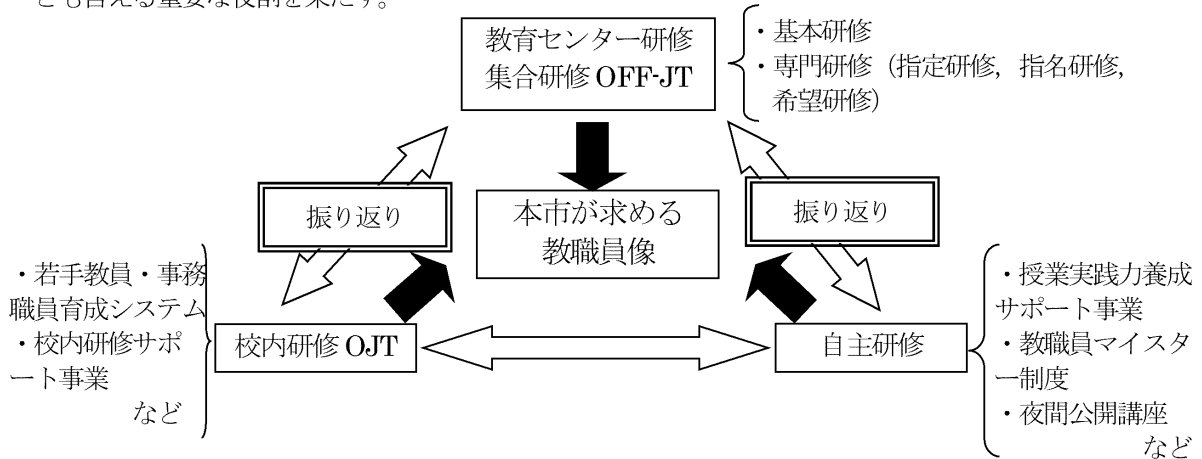 とも言える重要な役割を果たす。
教育センター研修
集合研修 OFF-JT
・基本研修
・専門研修（指定研修，指名研修，
希望研修）
振り返り
本市が求める
教職員像
振り返り
・若手教員・事務
職員育成システム
・校内研修サポ
ート事業
など
校内研修 OJT
自主研修
・授業実践力養成
サポート事業
・教職員マイスタ
ー制度
・夜間公開講座
など